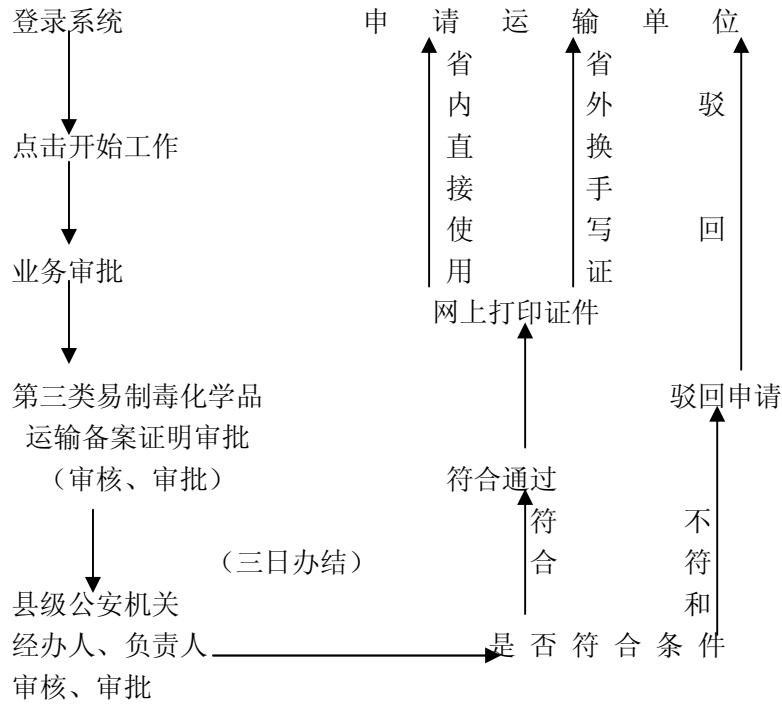 登录系统
点击开始工作
业务审批
第三类易制毒化学品
运输备案证明审批
（审核、审批）
（三日办结）
县级公安机关
经办人、负责人
审核、审批
是否符合条件
符合
符合通过
网上打印证件
省内直接使用
省外换手写证
不符和
驳回申请
驳回
申请运输单位